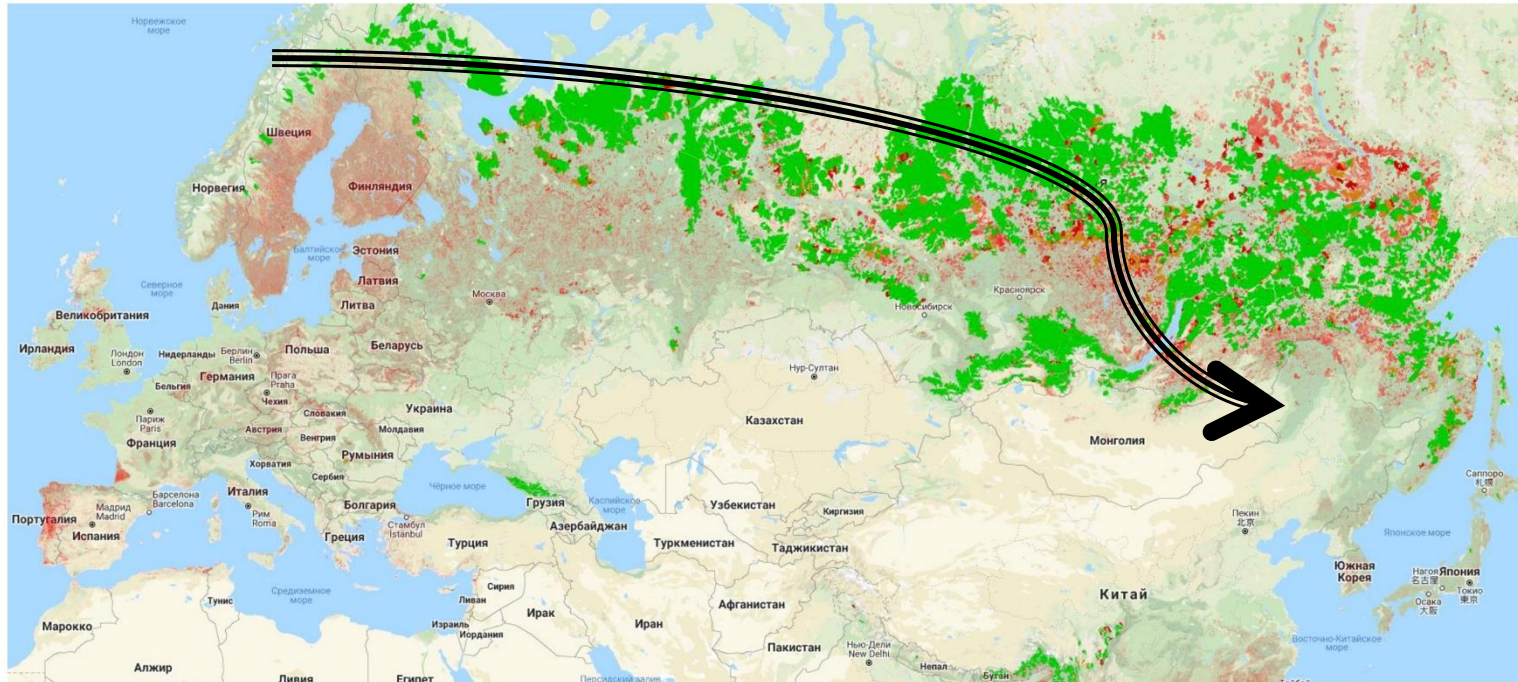 Норвежское
море
Швеция
Норвегия
Финляндия
я
Балтийское
море
Эстония
Латвия
Литва
Северное
море
Дания
Москва
Новосибирск
Красноярск
Великобритания
Ирландия
Лондон
London
Нидерланды
Берлин
Berlin
Польша
Беларусь
Бельгия
Германия
Прага
Praha
Чехия
Нур-Султан
Париж
Paris
Словакия
Украина
Австрия
Молдавия
Казахстан
Монголия
Франция
Венгрия
Румыния
Хорватия
Сербия
Саппоро
札幌
Чёрное море
Италия
Барселона
Barcelona
Мадрид
Madrid
Рим
Roma
Болгария
Грузия
Каспийское
море
Узбекистан
Киргизия
Пекин
北京
Португалия
Испания
Стамбул
İstanbul
Азербайджан
Греция
Турция
Туркменистан
Таджикистан
Японское море
Южная
Корея
Нагоя
名古屋
Япония
Токио
東京
Осака
大阪
Тунис
Средиземное
море
Сирия
Ливан
Ирак
Иран
Афганистан
Китай
Марокко
Израиль
Иордания
Пакистан
Нью-Дели
New Delhi
Непал
Бутан
Восточно-Китайское
море
Алжир
Ливия
Египет
Персидский залив